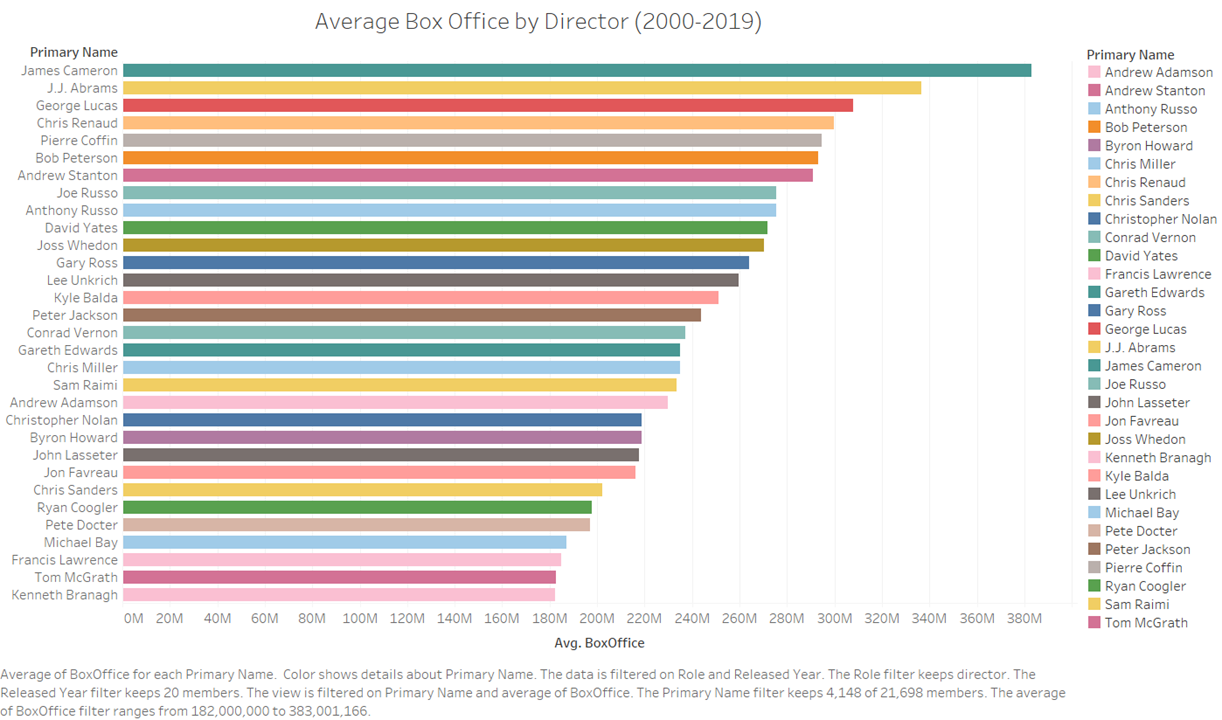 Average Box Office by Director (2000-2019)
Primary Name
James Cameron
J.J. Abrams
George Lucas
Chris Renaud
Pierre Coffin
Bob Peterson
Andrew Stanton
Joe Russo
Anthony Russo
David Yates
Joss Whedon
Gary Ross
Lee Unkrich
Kyle Balda
Peter Jackson
Conrad Vernon
Gareth Edwards
Chris Miller
Sam Raimi
Andrew Adamson
Christopher Nolan
Byron Howard
John Lasseter
Jon Favreau
Chris Sanders
Ryan Coogler
Pete Docter
Michael Bay
Francis Lawrence
Tom McGrath
Kenneth Branagh
0M 20M 40M 60M 80M 100M 120M 140M 160M 180M 200M 220M 240M 260M 280M 300M 320M 340M 360M 380M
Avg. BoxOffice
Primary Name
Andrew Adamson
Andrew Stanton
Anthony Russo
Bob Peterson
Byron Howard
Chris Miller
Chris Renaud
Chris Sanders
Christopher Nolan
Conrad Vernon
David Yates
Francis Lawrence
Gareth Edwards
Gary Ross
George Lucas
J.J. Abrams
James Cameron
Joe Russo
John Lasseter
Jon Favreau
Joss Whedon
Kenneth Branagh
Kyle Balda
Lee Unkrich
Michael Bay
Pete Docter
Peter Jackson
Pierre Coffin
Ryan Coogler
Sam Raimi
Tom McGrath
Average of BoxOffice for each Primary Name.  Color shows details about Primary Name. The data is filtered on Role and Released Year. The Role filter keeps director. The
Released Year filter keeps 20 members. The view is filtered on Primary Name and average of BoxOffice. The Primary Name filter keeps 4,148 of 21,698 members. The average
of BoxOffice filter ranges from 182,000,000 to 383,001,166.